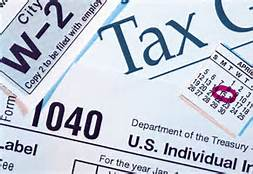 City
W-2
Copy 2 to be filed with employ
Tax G
APRIL
S M T W T
Form
1040
Department of the Treasury
U.S. Individual In
Label
For the year Jan.